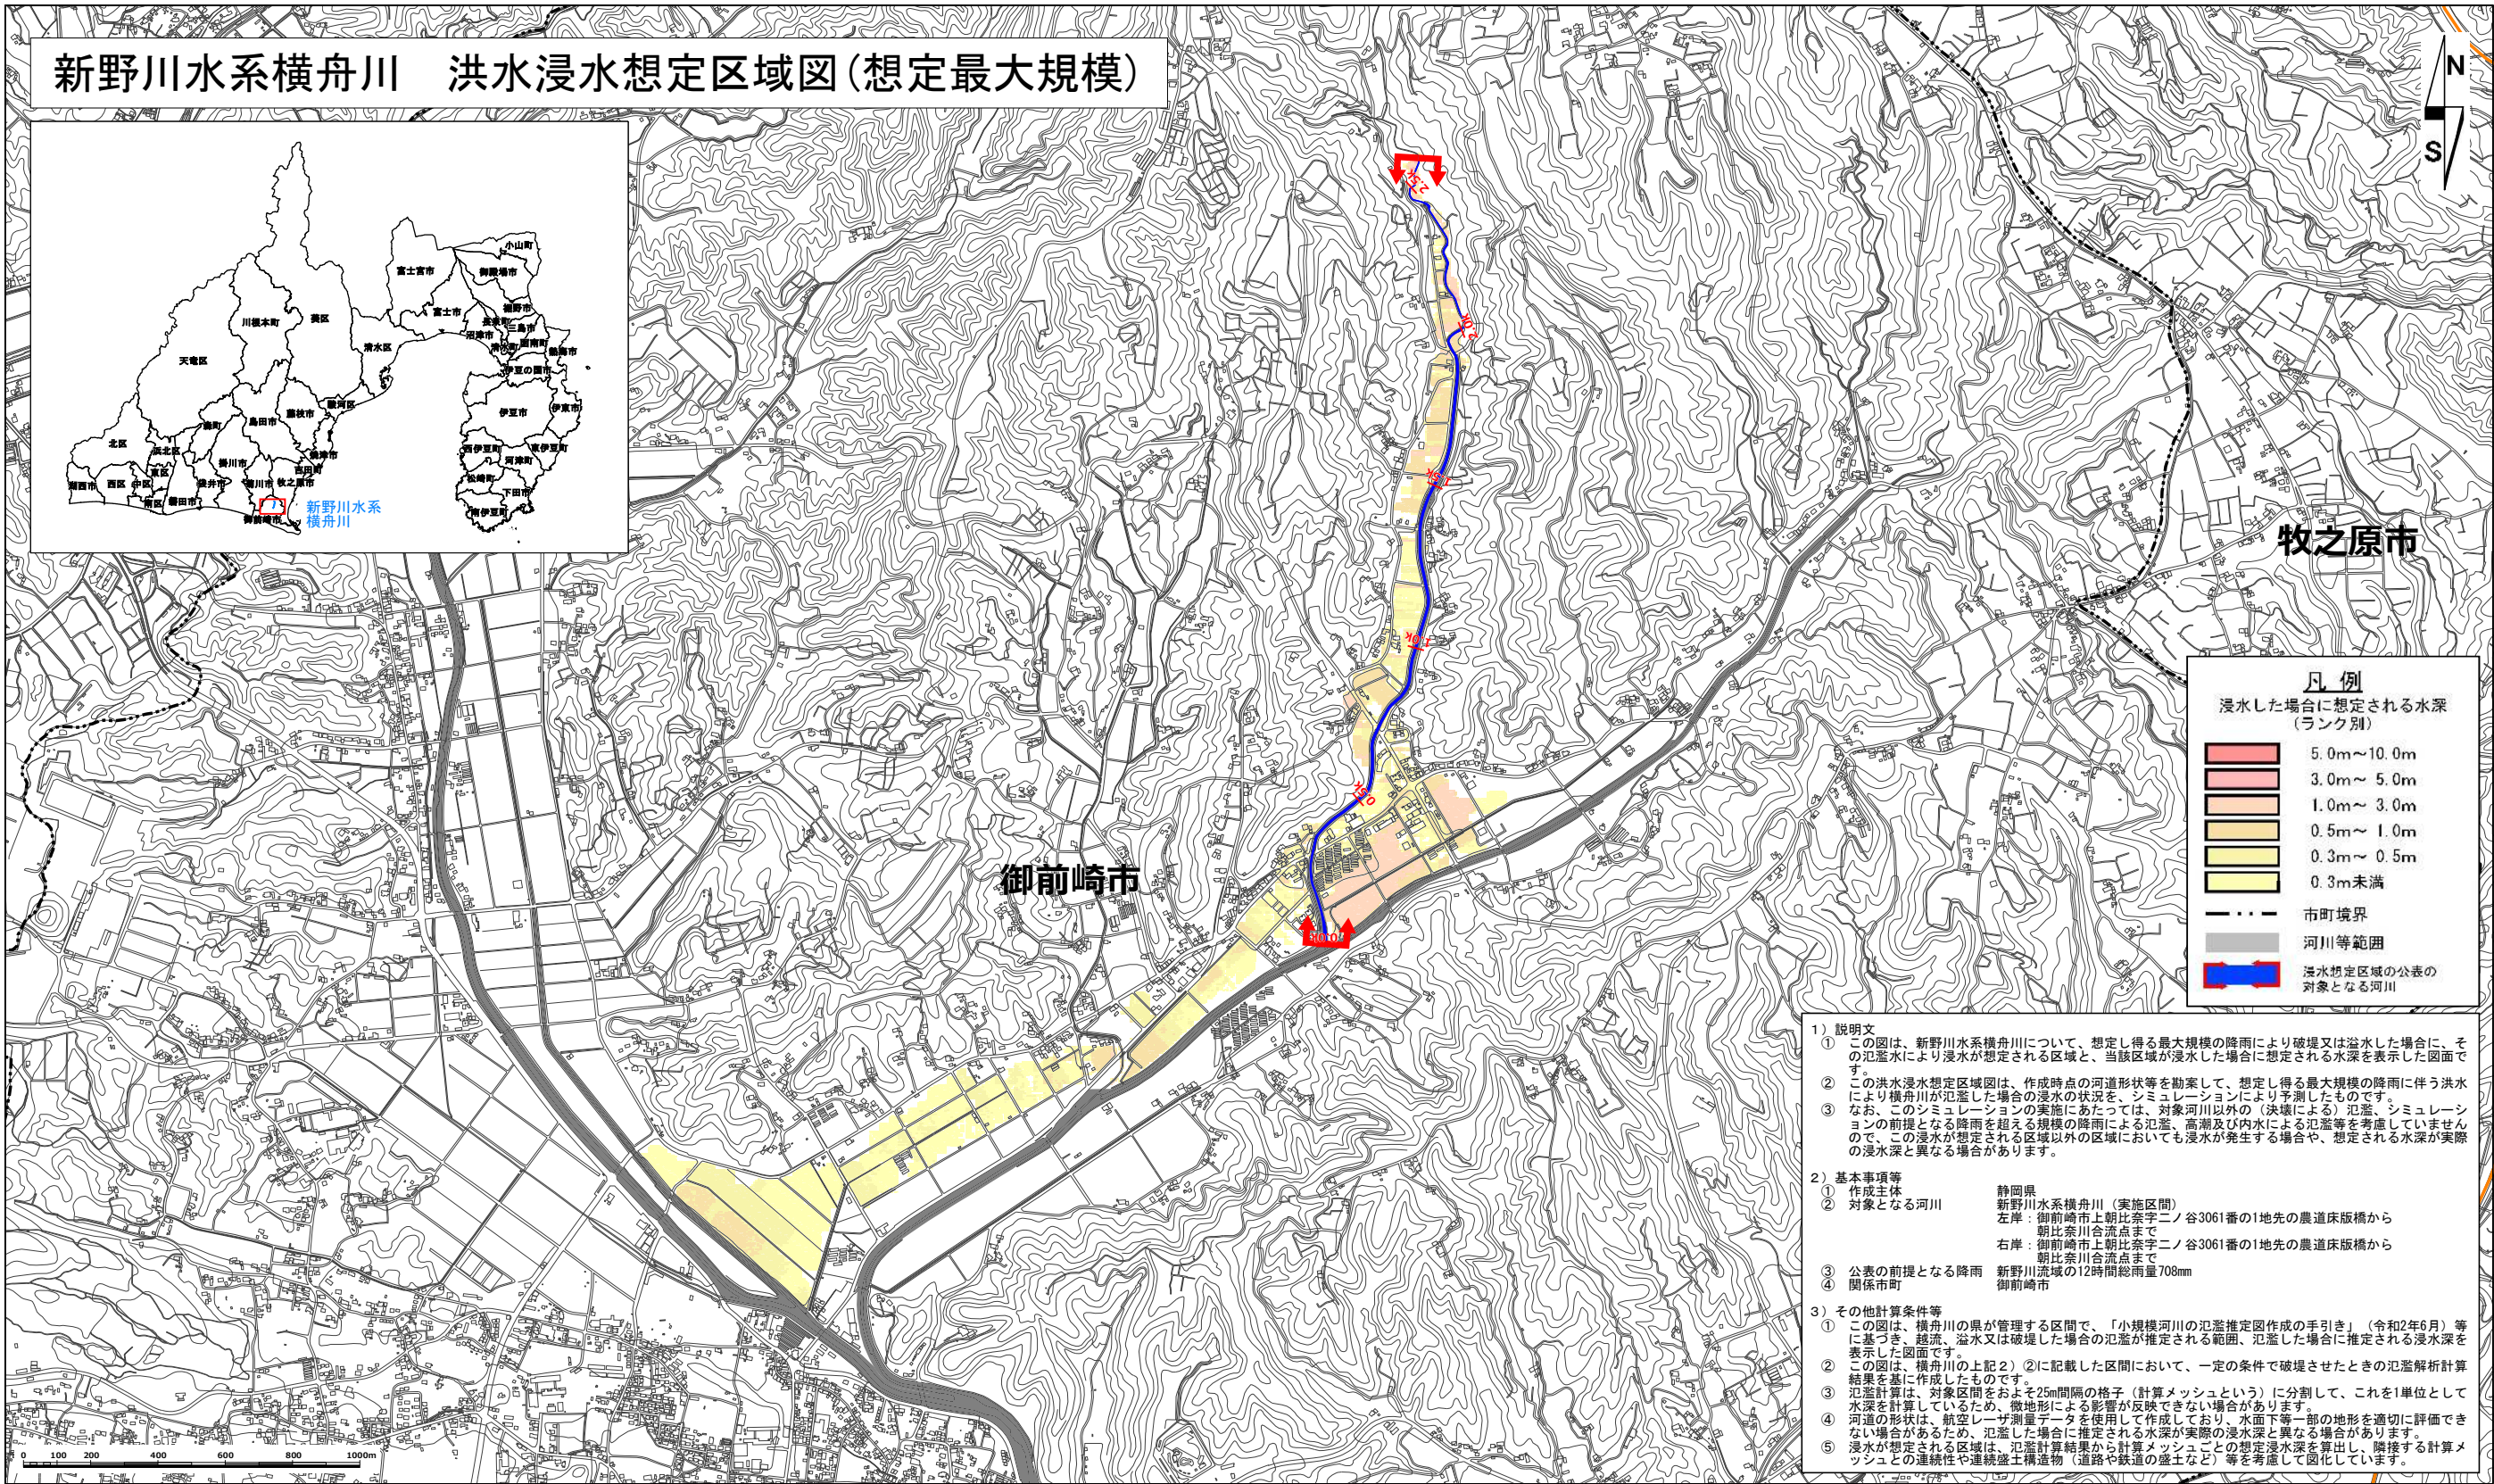 新野川水系横舟川　洪水浸水想定区域図(想定最大規模)
N
S
小山町
富士宮市
御殿場市
裾野市
富士市
長泉町
三島市
沼津市
清水町
函南町
熱海市
伊豆の国市
川根本町
葵区
清水区
天竜区
伊豆市
伊東市
駿河区
藤枝市
島田市
森町
北区
浜北区
焼津市
西伊豆町
東伊豆町
河津町
東区
掛川市
吉田町
松崎町
湖西市
西区
中区
袋井市
菊川市
牧之原市
下田市
南区
磐田市
南伊豆町
御前崎市
新野川水系
横舟川
2.5k
2.0k
1.5k
1.0k
0.5k
0.0k
牧之原市
御前崎市
凡 例
浸水した場合に想定される水深
(ランク別)
5.0m～10.0m
3.0m～ 5.0m
1.0m～ 3.0m
0.5m～ 1.0m
0.3m～ 0.5m
0.3m未満
市町境界
河川等範囲
浸水想定区域の公表の
対象となる河川
1）説明文
①　この図は、新野川水系横舟川について、想定し得る最大規模の降雨により破堤又は溢水した場合に、そ
の氾濫水により浸水が想定される区域と、当該区域が浸水した場合に想定される水深を表示した図面で
す。
②　この洪水浸水想定区域図は、作成時点の河道形状等を勘案して、想定し得る最大規模の降雨に伴う洪水
により横舟川が氾濫した場合の浸水の状況を、シミュレーションにより予測したものです。
③　なお、このシミュレーションの実施にあたっては、対象河川以外の（決壊による）氾濫、シミュレーシ
ョンの前提となる降雨を超える規模の降雨による氾濫、高潮及び内水による氾濫等を考慮していません
ので、この浸水が想定される区域以外の区域においても浸水が発生する場合や、想定される水深が実際
の浸水深と異なる場合があります。
2）基本事項等
①　作成主体　静岡県
②　対象となる河川　新野川水系横舟川（実施区間）
左岸：御前崎市上朝比奈字二ノ谷3061番の1地先の農道床版橋から
朝比奈川合流点まで
右岸：御前崎市上朝比奈字二ノ谷3061番の1地先の農道床版橋から
朝比奈川合流点まで
③　公表の前提となる降雨　新野川流域の12時間総雨量708mm
④　関係市町　御前崎市
3）その他計算条件等
①　この図は、横舟川の県が管理する区間で、「小規模河川の氾濫推定図作成の手引き」（令和2年6月）等
に基づき、越流、溢水又は破堤した場合の氾濫が推定される範囲、氾濫した場合に推定される浸水深を
表示した図面です。
②　この図は、横舟川の上記２）②に記載した区間において、一定の条件で破堤させたときの氾濫解析計算
結果を基に作成したものです。
③　氾濫計算は、対象区間をおよそ25m間隔の格子（計算メッシュという）に分割して、これを1単位として
水深を計算しているため、微地形による影響が反映できない場合があります。
④　河道の形状は、航空レーザ測量データを使用して作成しており、水面下等一部の地形を適切に評価でき
ない場合があるため、氾濫した場合に推定される水深が実際の浸水深と異なる場合があります。
⑤　浸水が想定される区域は、氾濫計算結果から計算メッシュごとの想定浸水深を算出し、隣接する計算メ
ッシュとの連続性や連続盛土構造物（道路や鉄道の盛土など）等を考慮して図化しています。
0 100 200 400 600 800 1000m